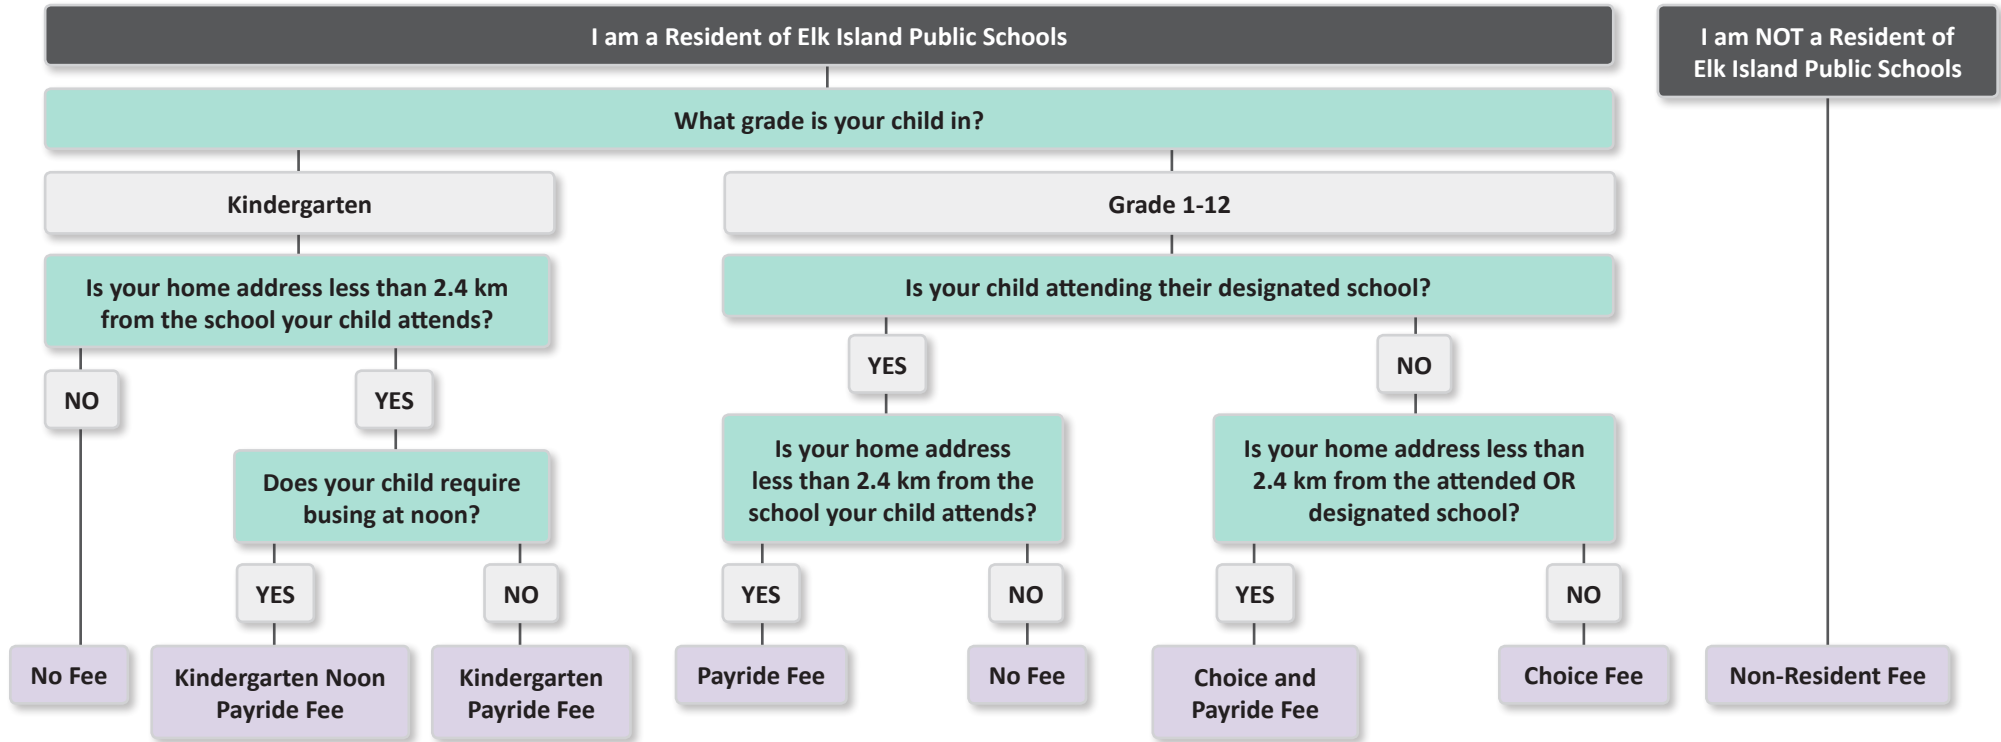 I am a Resident of Elk Island Public Schools
I am NOT a Resident of
Elk Island Public Schools
What grade is your child in?
Kindergarten
Grade 1-12
Is your home address less than 2.4 km
from the school your child attends?
Is your child attending their designated school?
NO
YES
YES
NO
Does your child require
busing at noon?
Is your home address
less than 2.4 km from the
school your child attends?
Is your home address less than
2.4 km from the attended OR
designated school?
YES
NO
YES
NO
YES
NO
No Fee
Kindergarten Noon
Payride Fee
Kindergarten
Payride Fee
Payride Fee
No Fee
Choice and
Payride Fee
Choice Fee
Non-Resident Fee